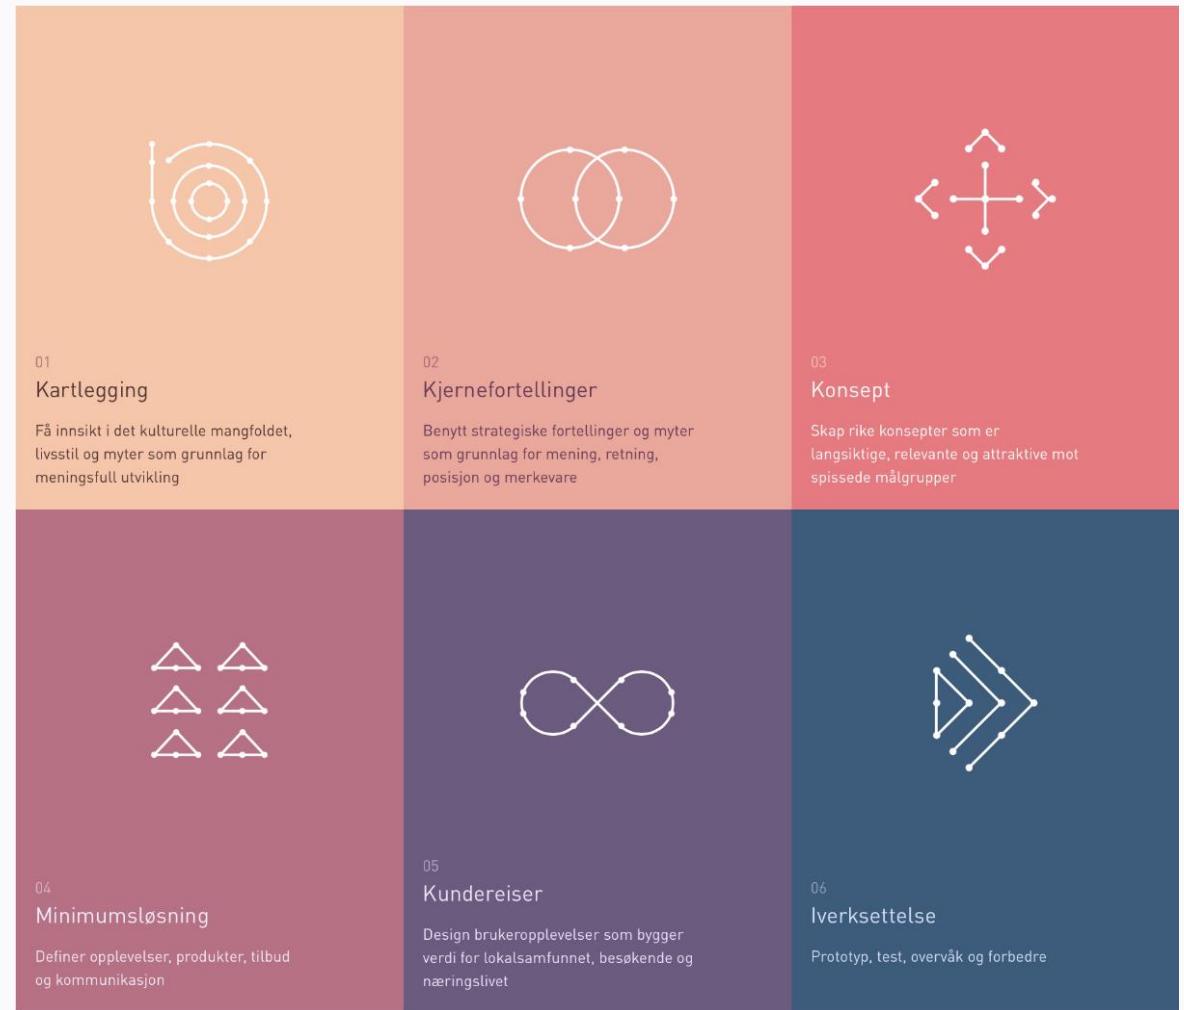 01
Kartlegging
Få innsikt i det kulturelle mangfoldet,
livsstil og myter som grunnlag for
meningsfull utvikling
02
Kjernefortellinger
Benytt strategiske fortellinger og myter
som grunnlag for mening, retning,
posisjon og merkevare
03
Konsept
Skap rike konsepter som er
langsiktige, relevante og attraktive mot
spissede målgrupper
04
Minimumsløsning
Definer opplevelser, produkter, tilbud
og kommunikasjon
05
Kundereiser
Design brukeropplevelser som bygger
verdi for lokalsamfunnet, besøkende og
næringslivet
06
Iverksettelse
Prototyp, test, overvåk og forbedre